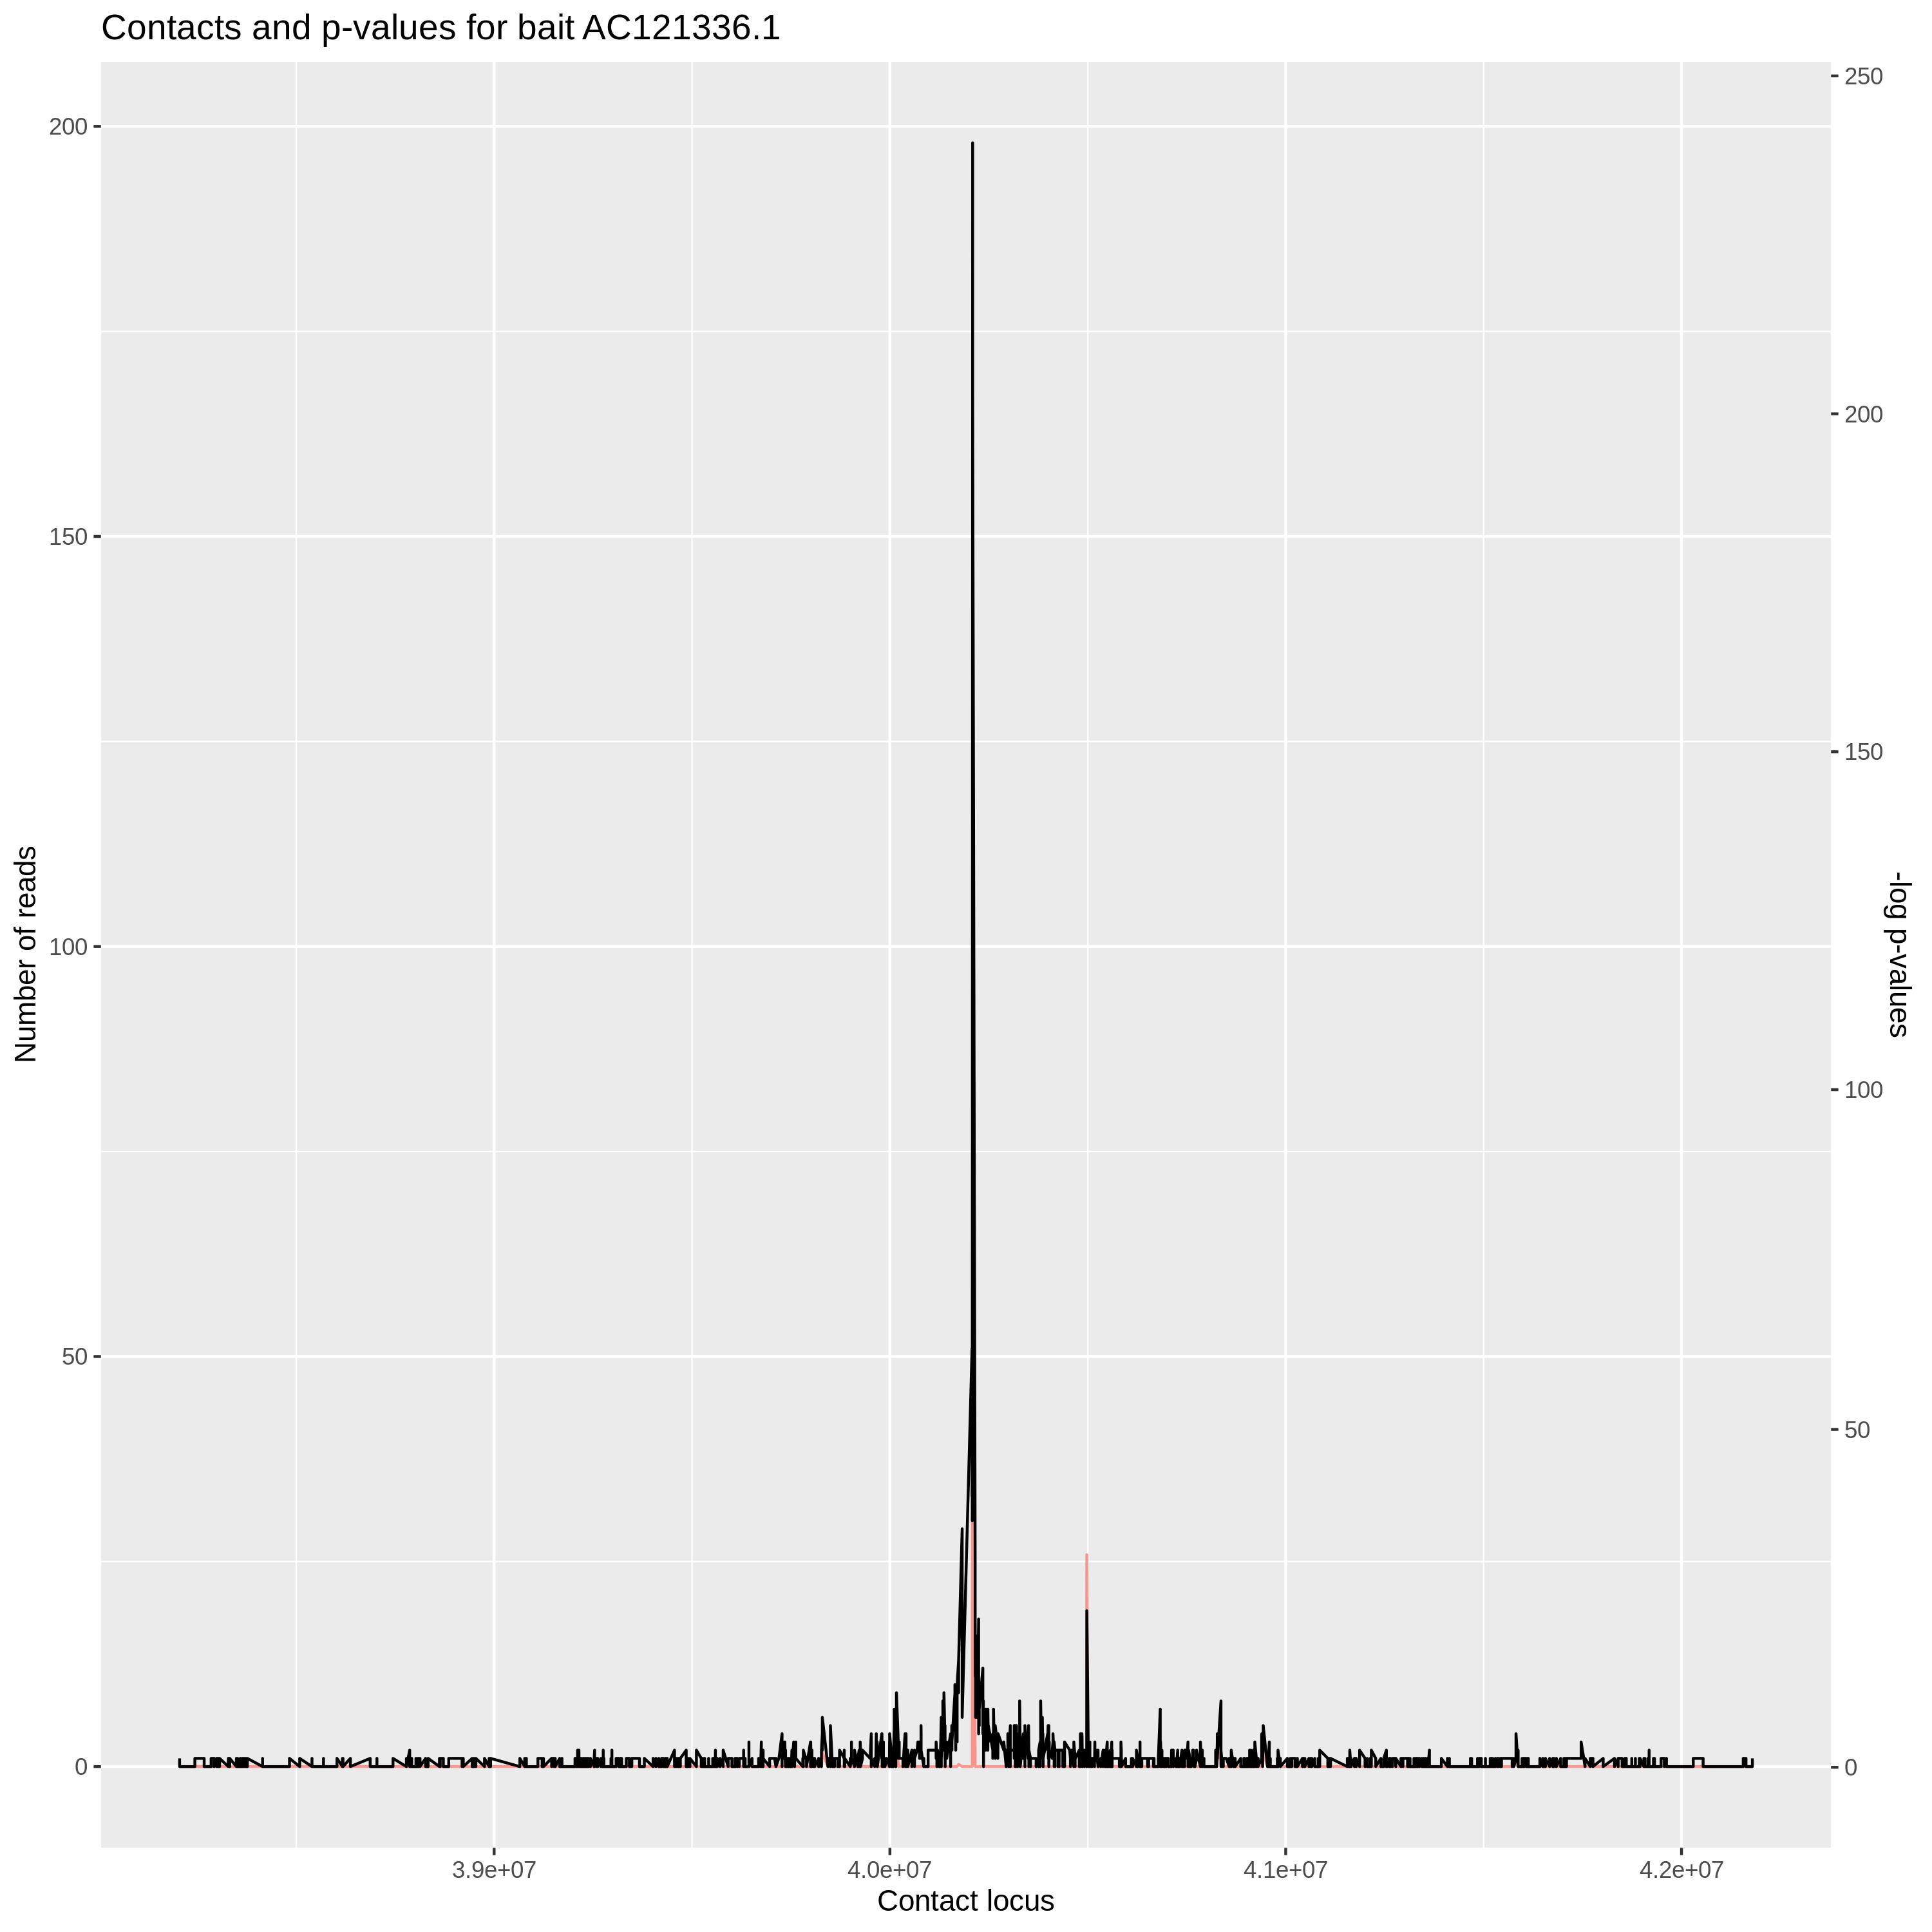 Contacts and p-values for bait AC121336.1
200
150
100
50
0
Number of reads
250
200
150
100
50
0
-log p-values
3.9e+07
4.0e+07
4.1e+07
4.2e+07
Contact locus